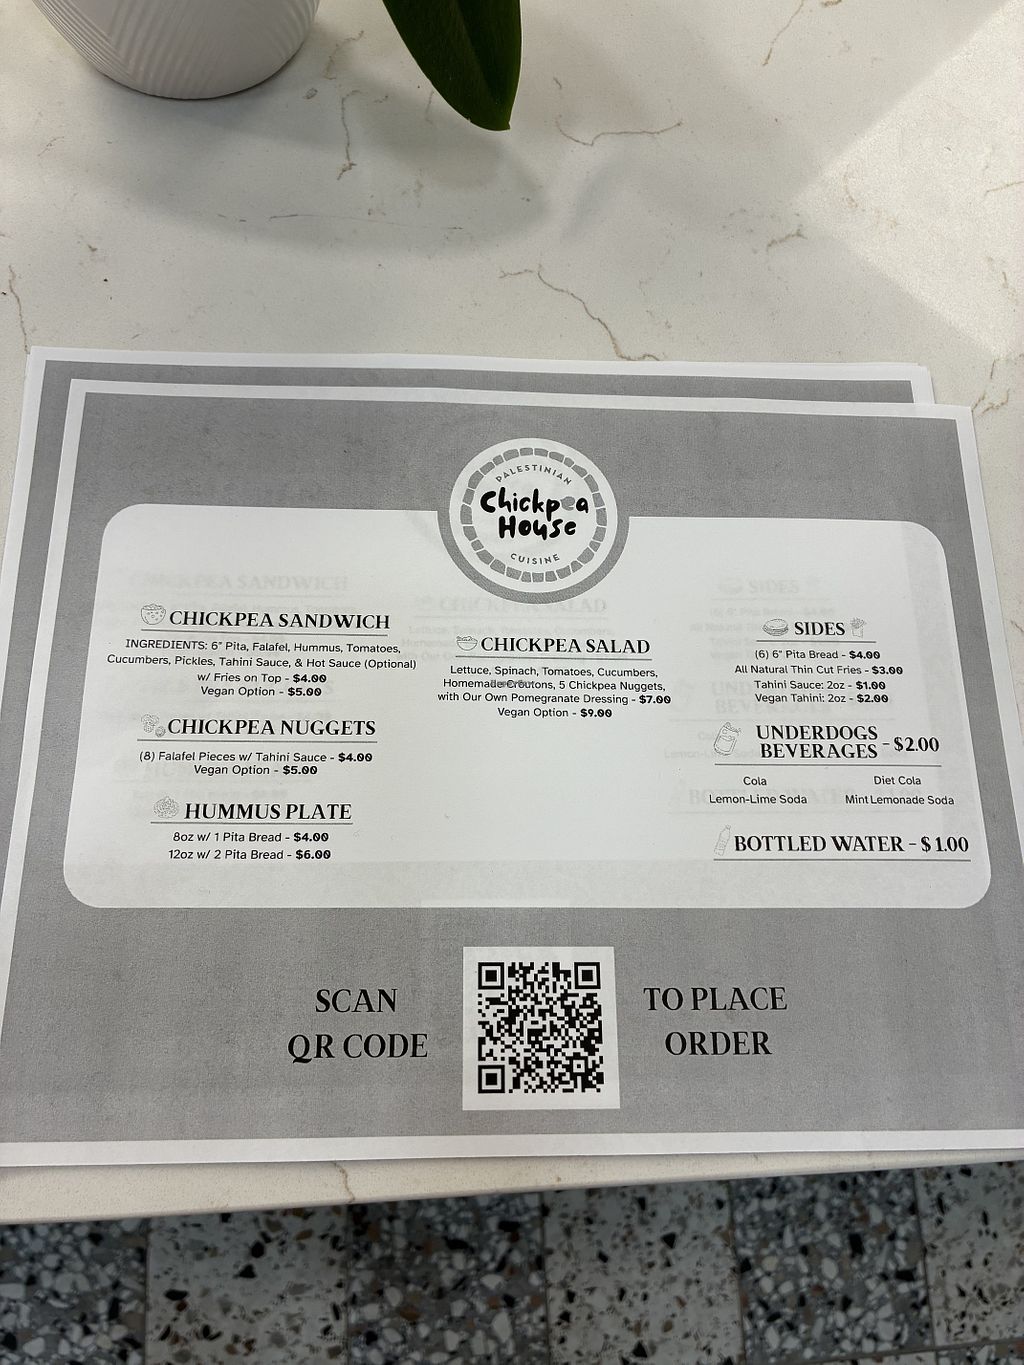 PALESTINIAN
Chickpea
House
CUISINE
CHICKPEA SANDWICH
INGREDIENTS: 6" Pita, Falafel, Hummus, Tomatoes,
Cucumbers, Pickles, Tahini Sauce, & Hot Sauce (Optional)
w/ Fries on Top - $4.00
Vegan Option - $5.00
CHICKPEA NUGGETS
(8) Falafel Pieces w/ Tahini Sauce - $4.00
Vegan Option - $5.00
HUMMUS PLATE
8oz w/ 1 Pita Bread - $4.00
12oz w/ 2 Pita Bread - $6.00
CHICKPEA SALAD
Lettuce, Spinach, Tomatoes, Cucumbers,
Homemade Croutons, 5 Chickpea Nuggets,
with Our Own Pomegranate Dressing - $7.00
Vegan Option - $9.00
SIDES
(6) 6" Pita Bread - $4.00
All Natural Thin Cut Fries - $3.00
Tahini Sauce: 2oz - $1.00
Vegan Tahini: 2oz - $2.00
UNDERDOGS
BEVERAGES - $2.00
Cola Diet Cola
Lemon-Lime Soda Mint Lemonade Soda
BOTTLED WATER - $1.00
SCAN
QR CODE
TO PLACE
ORDER